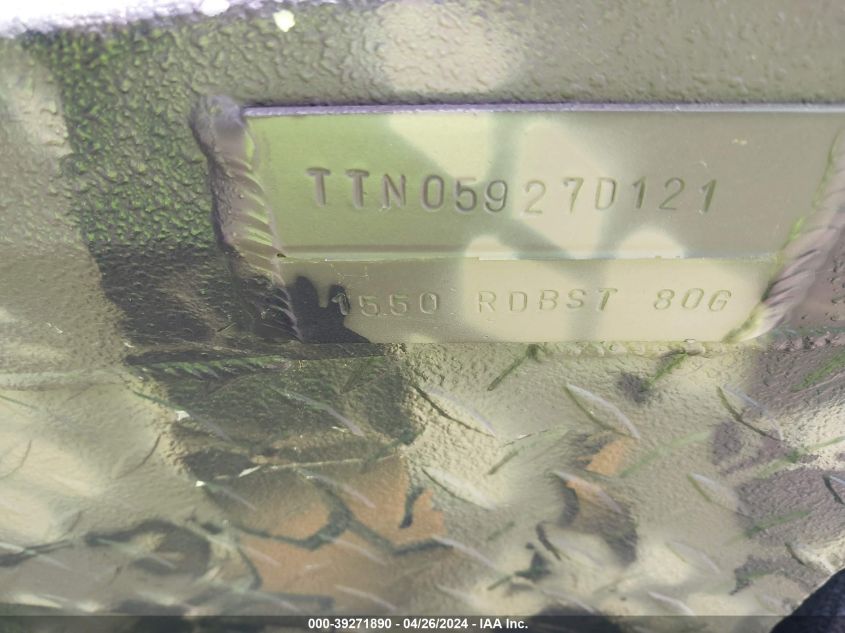 TTN05927D121
1550 RDBST 80G
000-39271890 - 04/26/2024 - IAA Inc.